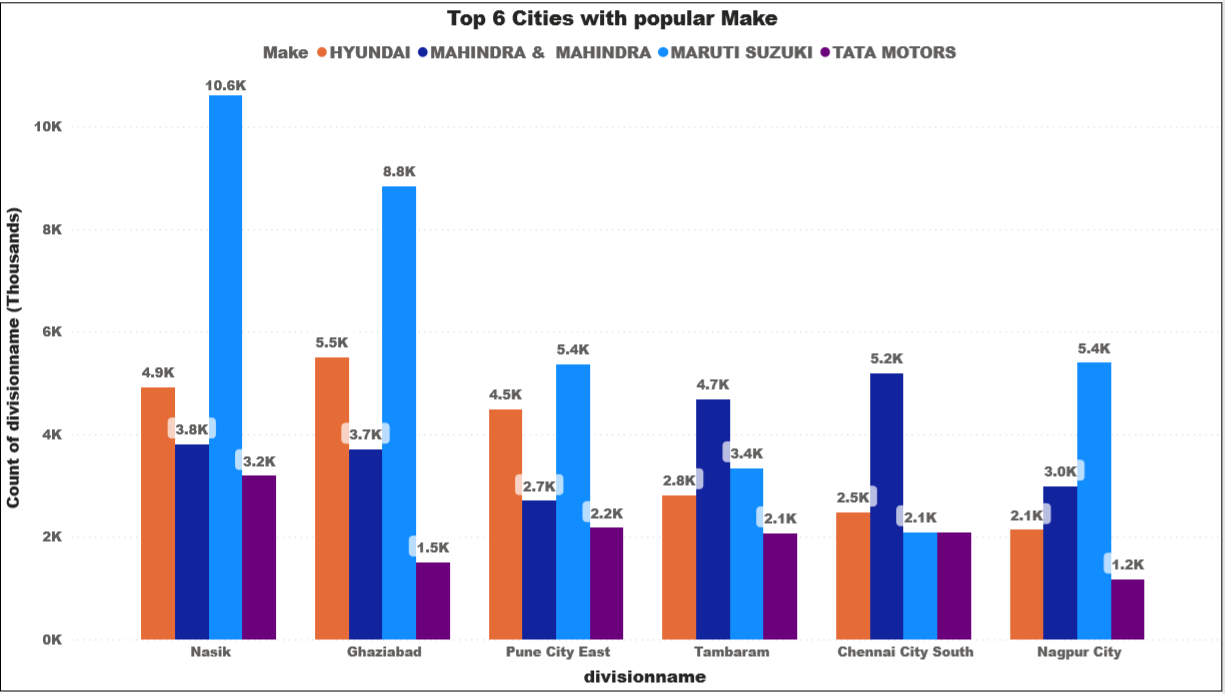 Top 6 Cities with popular Make
Make HYUNDAI MAHINDRA & MAHINDRA MARUTI SUZUKI TATA MOTORS
Count of divisionname (Thousands)
10K
8K
6K
4K
2K
0K
4.9K
3.8K
10.6K
3.2K
5.5K
3.7K
8.8K
1.5K
4.5K
2.7K
5.4K
2.2K
2.8K
4.7K
3.4K
2.1K
2.5K
5.2K
2.1K
2.1K
3.0K
5.4K
1.2K
Nasik
Ghaziabad
Pune City East
Tambaram
Chennai City South
Nagpur City
divisionname